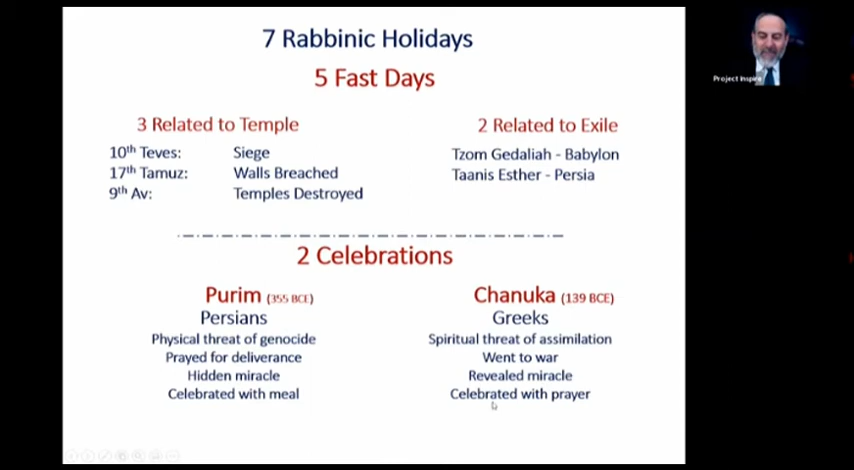 7 Rabbinic Holidays
5 Fast Days
3 Related to Temple
10th Teves: Siege
17th Tamuz: Walls Breached
9th Av: Temples Destroyed
2 Related to Exile
Tzom Gedaliah - Babylon
Taanis Esther - Persia
2 Celebrations
Purim (355 BCE)
Persians
Physical threat of genocide
Prayed for deliverance
Hidden miracle
Celebrated with meal
Chanuka (139 BCE)
Greeks
Spiritual threat of assimilation
Went to war
Revealed miracle
Celebrated with prayer
Project Inspire